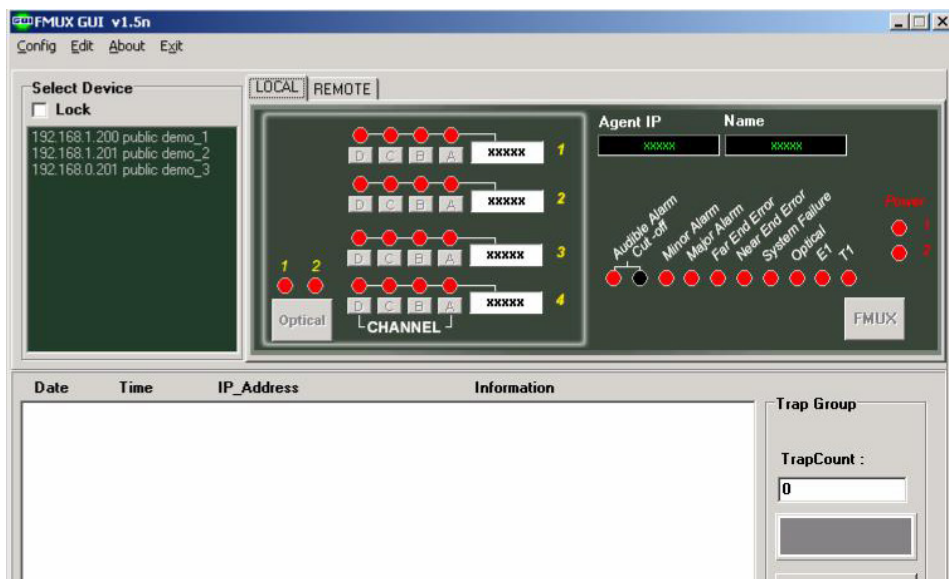 GUI FMUX GUI v1.5n
Config Edit About Exit
Select Device
Lock
192.168.1.200 public demo_1
192.168.1.201 public demo_2
192.168.0.201 public demo_3
LOCAL REMOTE
D C B A xxxxx 1
D C B A xxxxx 2
D C B A xxxxx 3
1 2
D C B A xxxxx 4
Optical
CHANNEL
Agent IP Name
xxxxx xxxxx
Audible Alarm
Cut-off
Minor Alarm
Major Alarm
Far End Error
Near End Error
System Failure
Optical
E1
T1
Power
1
2
FMUX
Date Time IP_Address Information
Trap Group
TrapCount :
0